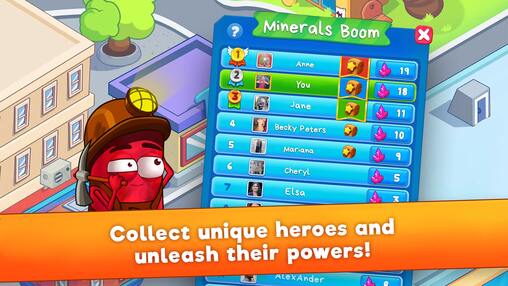 Minerals Boom
?
1 Anne 19
2 You 18
3 Jane 11
4 Becky Peters 10
5 Mariana 9
6 Cheryl 5
7 Elsa 3
AlexAnder
Collect unique heroes and
unleash their powers!